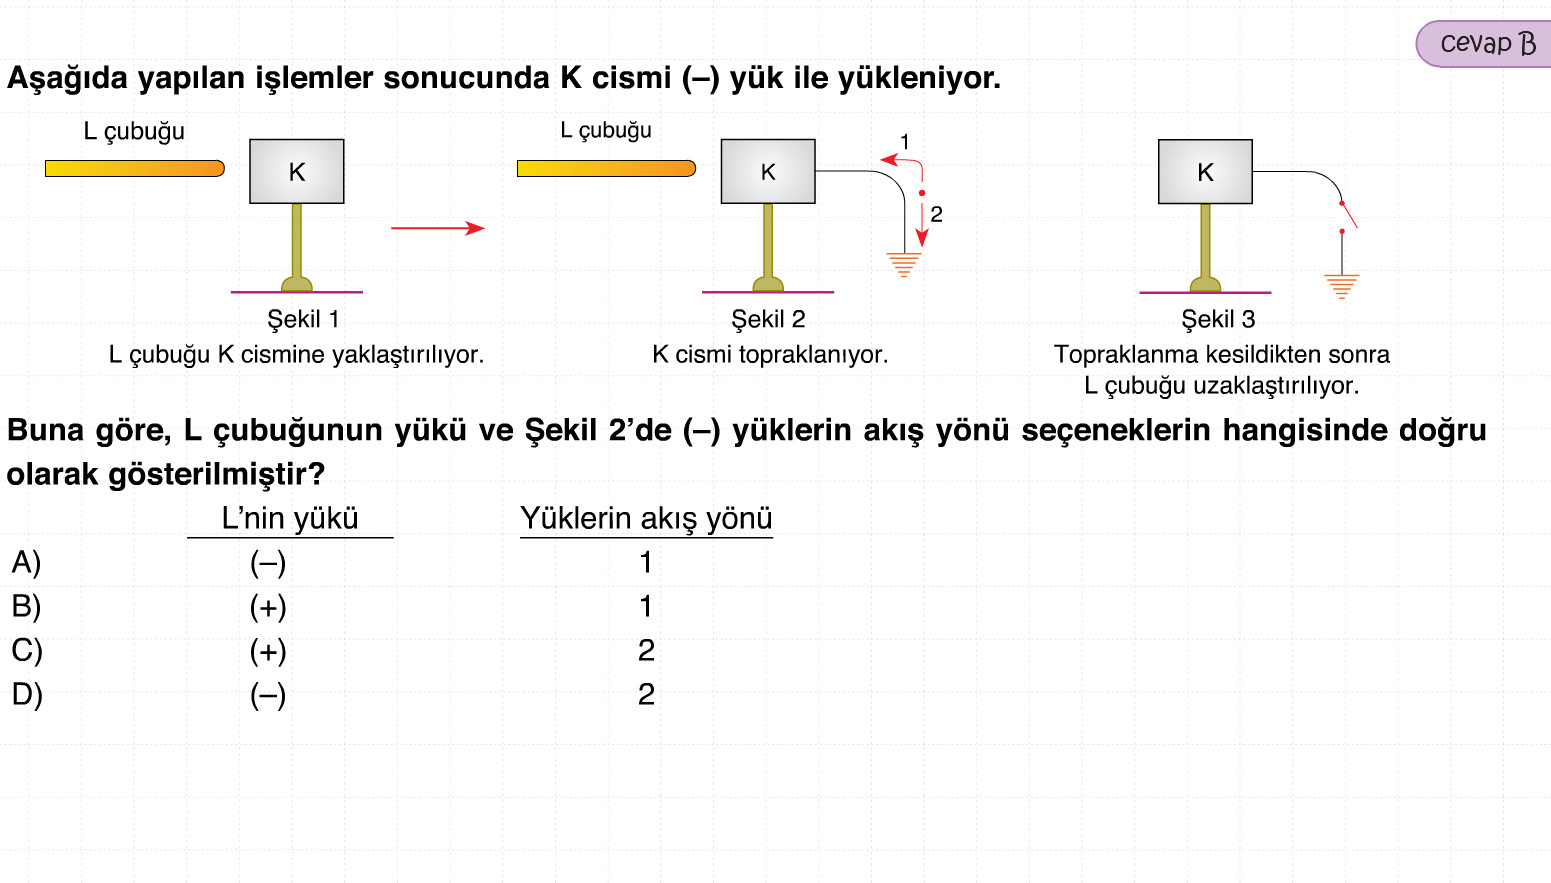 cevap B
Aşağıda yapılan işlemler sonucunda K cismi (–) yük ile yükleniyor.
L çubuğu
K
L çubuğu
K
1
2
K
Şekil 1
L çubuğu K cismine yaklaştırılıyor.
Şekil 2
K cismi topraklanıyor.
Şekil 3
Topraklanma kesildikten sonra
L çubuğu uzaklaştırılıyor.
Buna göre, L çubuğunun yükü ve Şekil 2’de (–) yüklerin akış yönü seçeneklerin hangisinde doğru
olarak gösterilmiştir?
L’nin yükü Yüklerin akış yönü
A) (–) 1
B) (+) 1
C) (+) 2
D) (–) 2